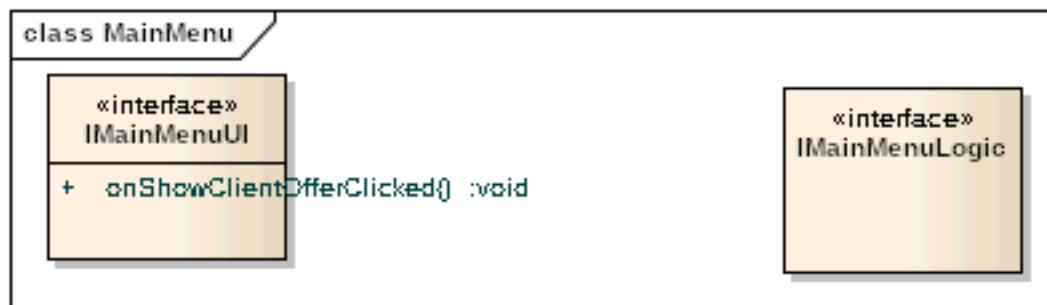 class MainMenu
«interface»
IMainMenuUI
+ onShowClientOfferClicked() :void
«interface»
IMainMenuLogic